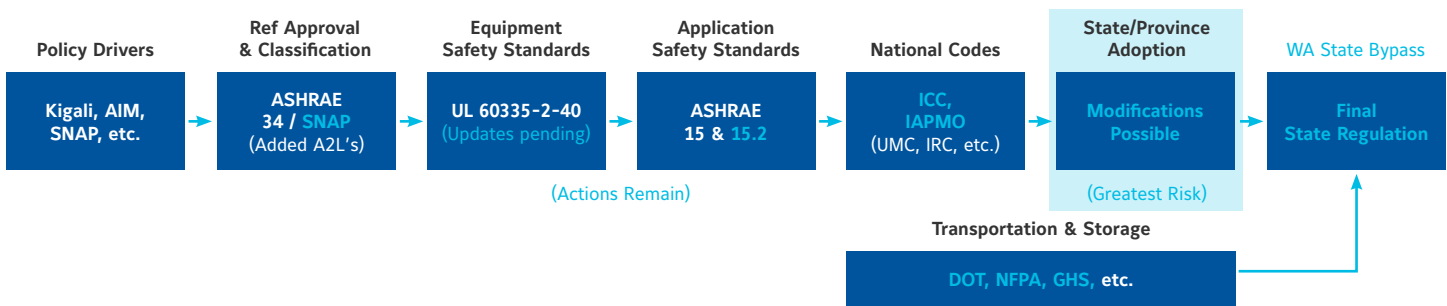 Policy Drivers
Kigali, AIM,
SNAP, etc.
Ref Approval
& Classification
ASHRAE
34 / SNAP
(Added A2L's)
Equipment
Safety Standards
UL 60335-2-40
(Updates pending)
Application
Safety Standards
ASHRAE
15 & 15.2
(Actions Remain)
National Codes
ICC,
IAPMO
(UMC, IRC, etc.)
State/Province
Adoption
Modifications
Possible
(Greatest Risk)
WA State Bypass
Final
State Regulation
Transportation & Storage
DOT, NFPA, GHS, etc.